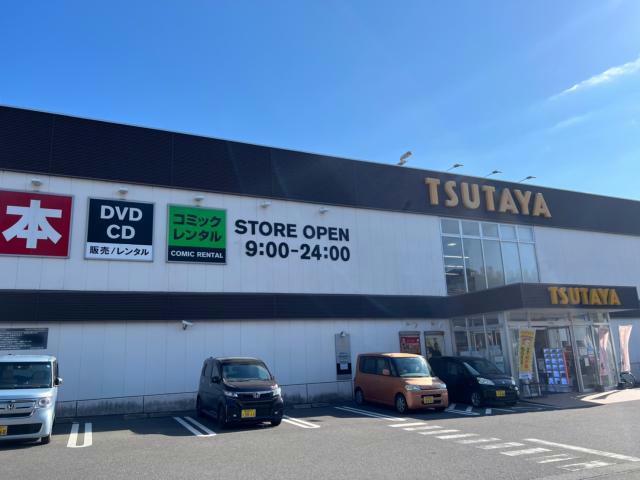 本
DVD
CD
販売/レンタル
コミック
レンタル
COMIC RENTAL
STORE OPEN
9:00-24:00
TSUTAYA
TSUTAYA